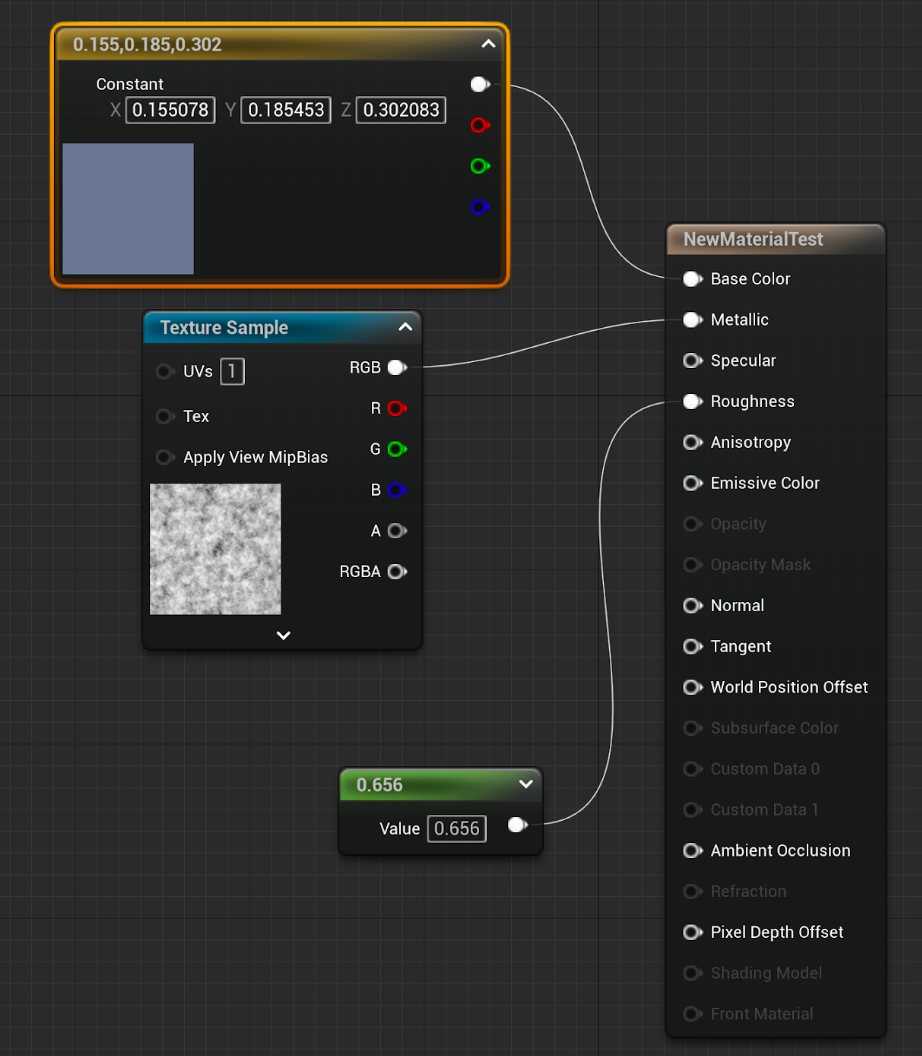 0.155,0.185,0.302
Constant
X 0.155078 Y 0.185453 Z 0.302083
Texture Sample
UVs 1
RGB
R
Tex
G
Apply View MipBias
B
A
RGBA
0.656
Value 0.656
NewMaterialTest
Base Color
Metallic
Specular
Roughness
Anisotropy
Emissive Color
Opacity
Opacity Mask
Normal
Tangent
World Position Offset
Subsurface Color
Custom Data 0
Custom Data 1
Ambient Occlusion
Refraction
Pixel Depth Offset
Shading Model
Front Material